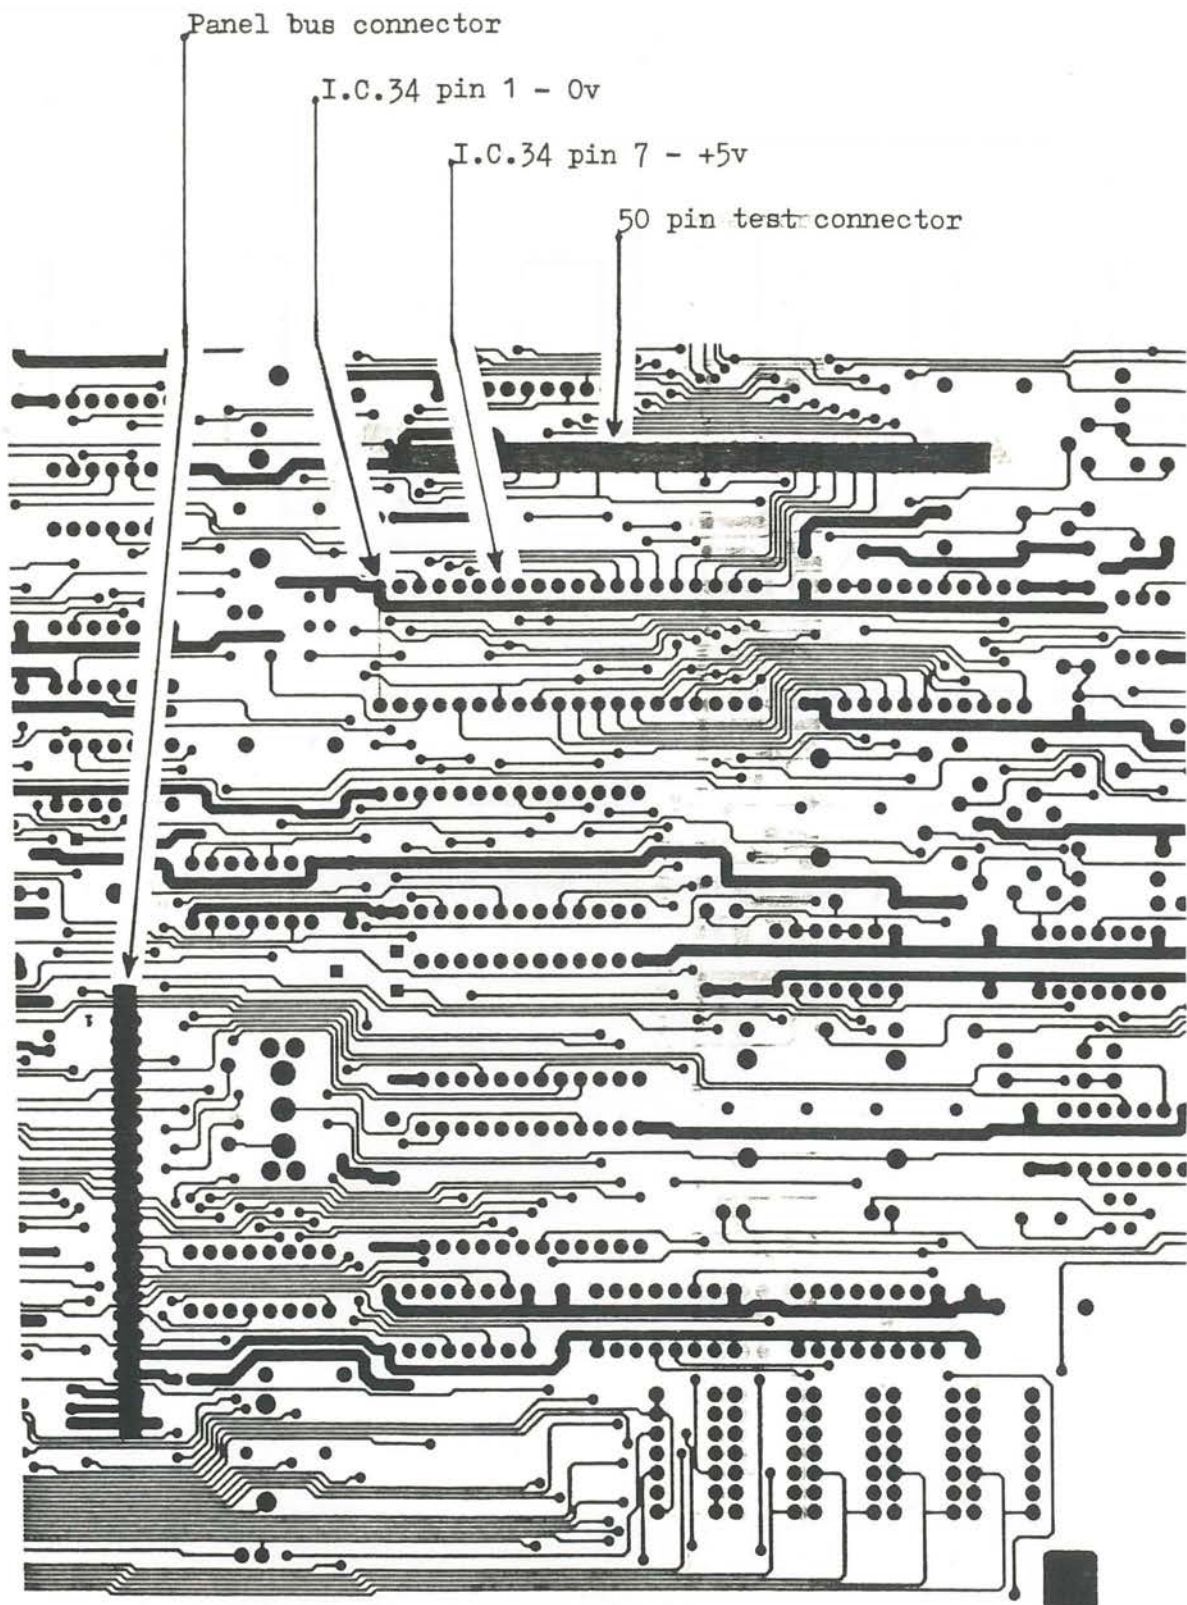 Panel bus connector
I.C.34 pin 1 - 0v
I.C.34 pin 7 - +5v
50 pin test connector